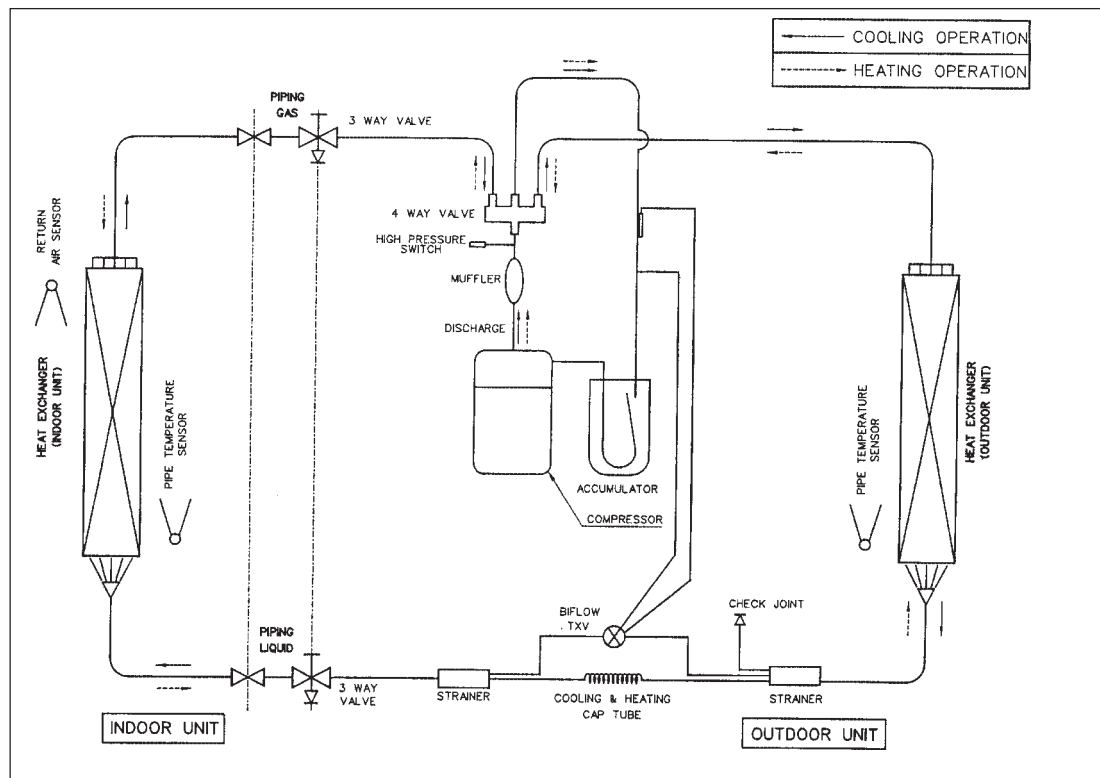 COOLING OPERATION
HEATING OPERATION
PIPING
GAS
3 WAY VALVE
4 WAY VALVE
HIGH PRESSURE
SWITCH
MUFFLER
DISCHARGE
RETURN
AIR SENSOR
HEAT EXCHANGER
(INDOOR UNIT)
PIPE TEMPERATURE
SENSOR
ACCUMULATOR
COMPRESSOR
PIPE TEMPERATURE
SENSOR
HEAT EXCHANGER
(OUTDOOR UNIT)
BIFLOW
. TXV
CHECK JOINT
PIPING
LIQUID
3 WAY
VALVE
STRAINER
COOLING & HEATING
CAP TUBE
STRAINER
INDOOR UNIT
OUTDOOR UNIT